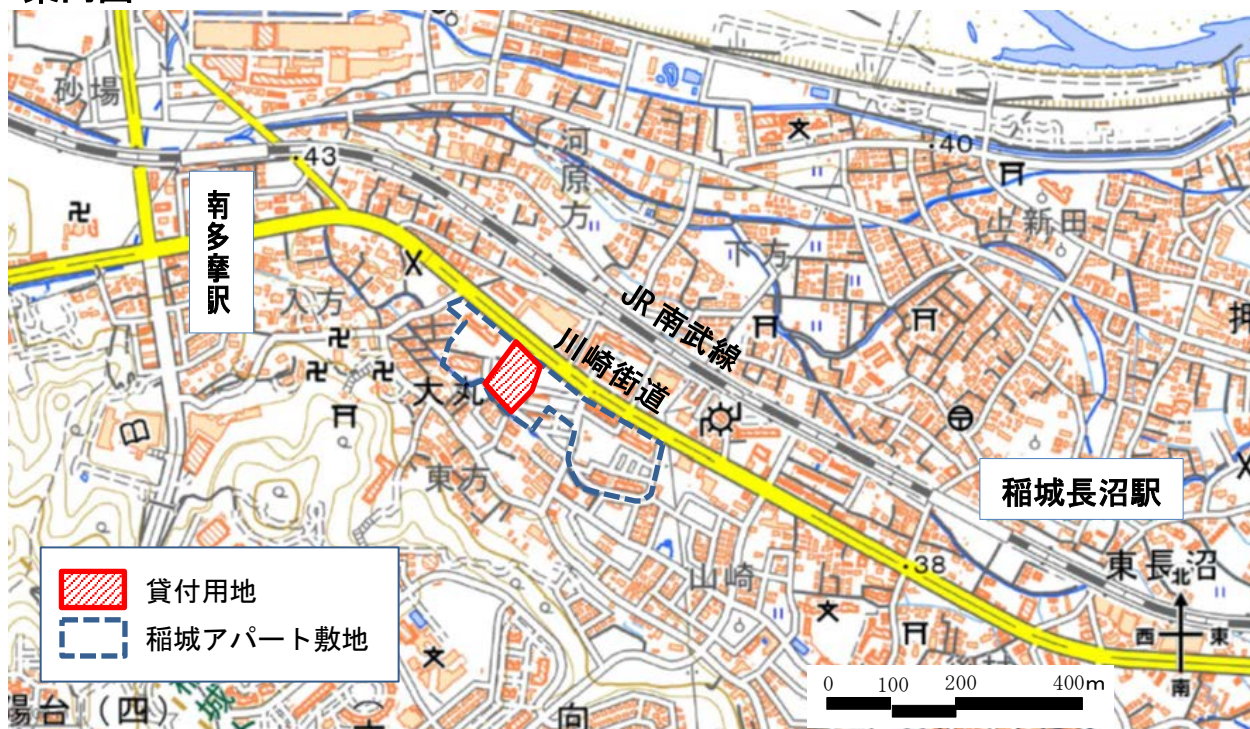 砂場
43
河原方
40
上新田
南多摩駅
下方
入方
JR南武線
川崎街道
大丸
東方
稲城長沼駅
山崎
38
東長沼
貸付用地
稲城アパート敷地
北
西 東
南
0 100 200 400m
陽台(四)
向